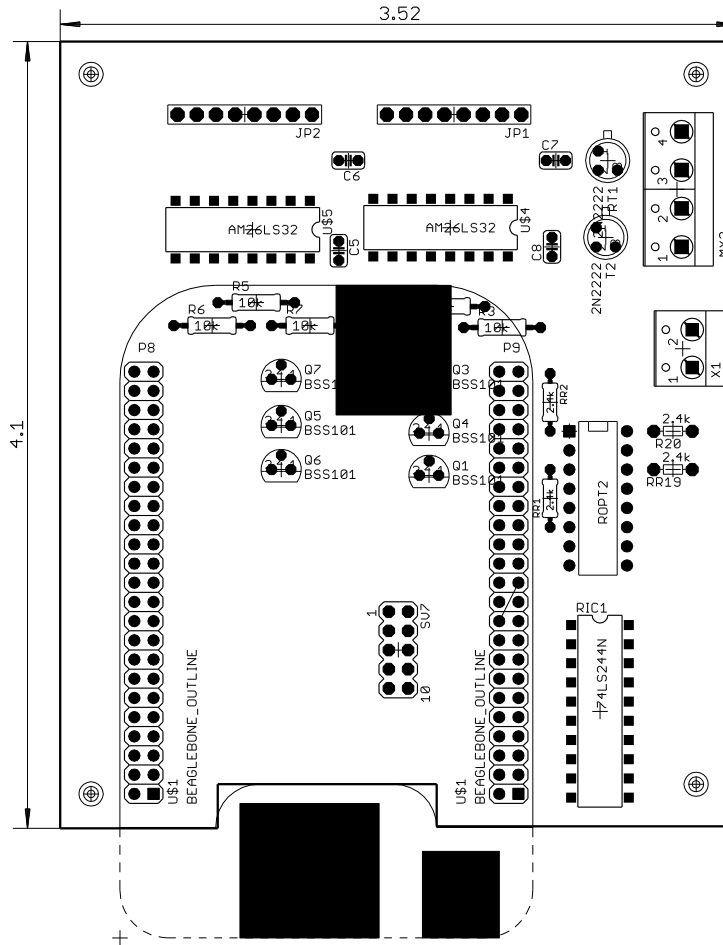 3.52
4.1
JP2
JP1
C6
C7
4
3
2
1
2N2222
RT1
AM26LS32
U$5
C5
AM26LS32
U$4
C8
2N2222
T2
R5
10k
R6
10k
R7
10k
R3
10k
P8
P9
2
1
X1
Q7
BSS101
Q3
BSS101
Q5
BSS101
Q4
BSS101
Q6
BSS101
Q1
BSS101
2.4k
RR2
2.4k
R20
2.4k
RR19
2.4k
RR1
ROPT2
1
SV7
10
RIC1
74LS244N
U$1
BEAGLEBONE_OUTLINE
U$1
BEAGLEBONE_OUTLINE